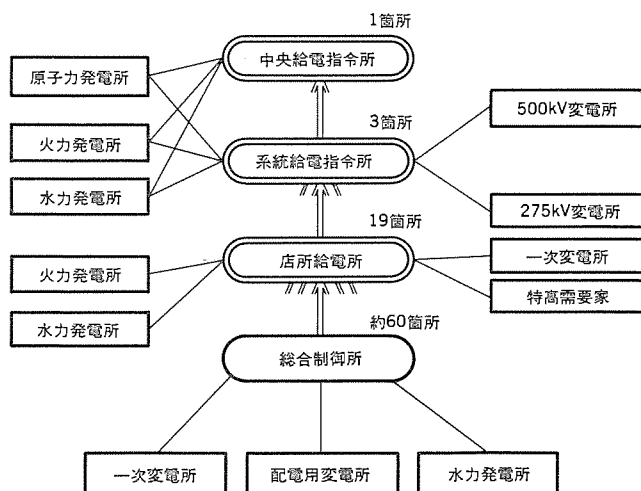 1箇所
中央給電指令所
原子力発電所
3箇所
500kV変電所
火力発電所
系統給電指令所
水力発電所
19箇所
275kV変電所
店所給電所
一次変電所
火力発電所
特高需要家
水力発電所
約60箇所
総合制御所
一次変電所
配電用変電所
水力発電所